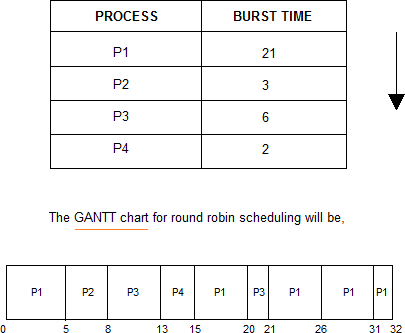 PROCESS BURST TIME
P1 21
P2 3
P3 6
P4 2
The GANTT chart for round robin scheduling will be,
P1 P2 P3 P4 P1 P3 P1 P1 P1
0 5 8 13 15 20 21 26 31 32